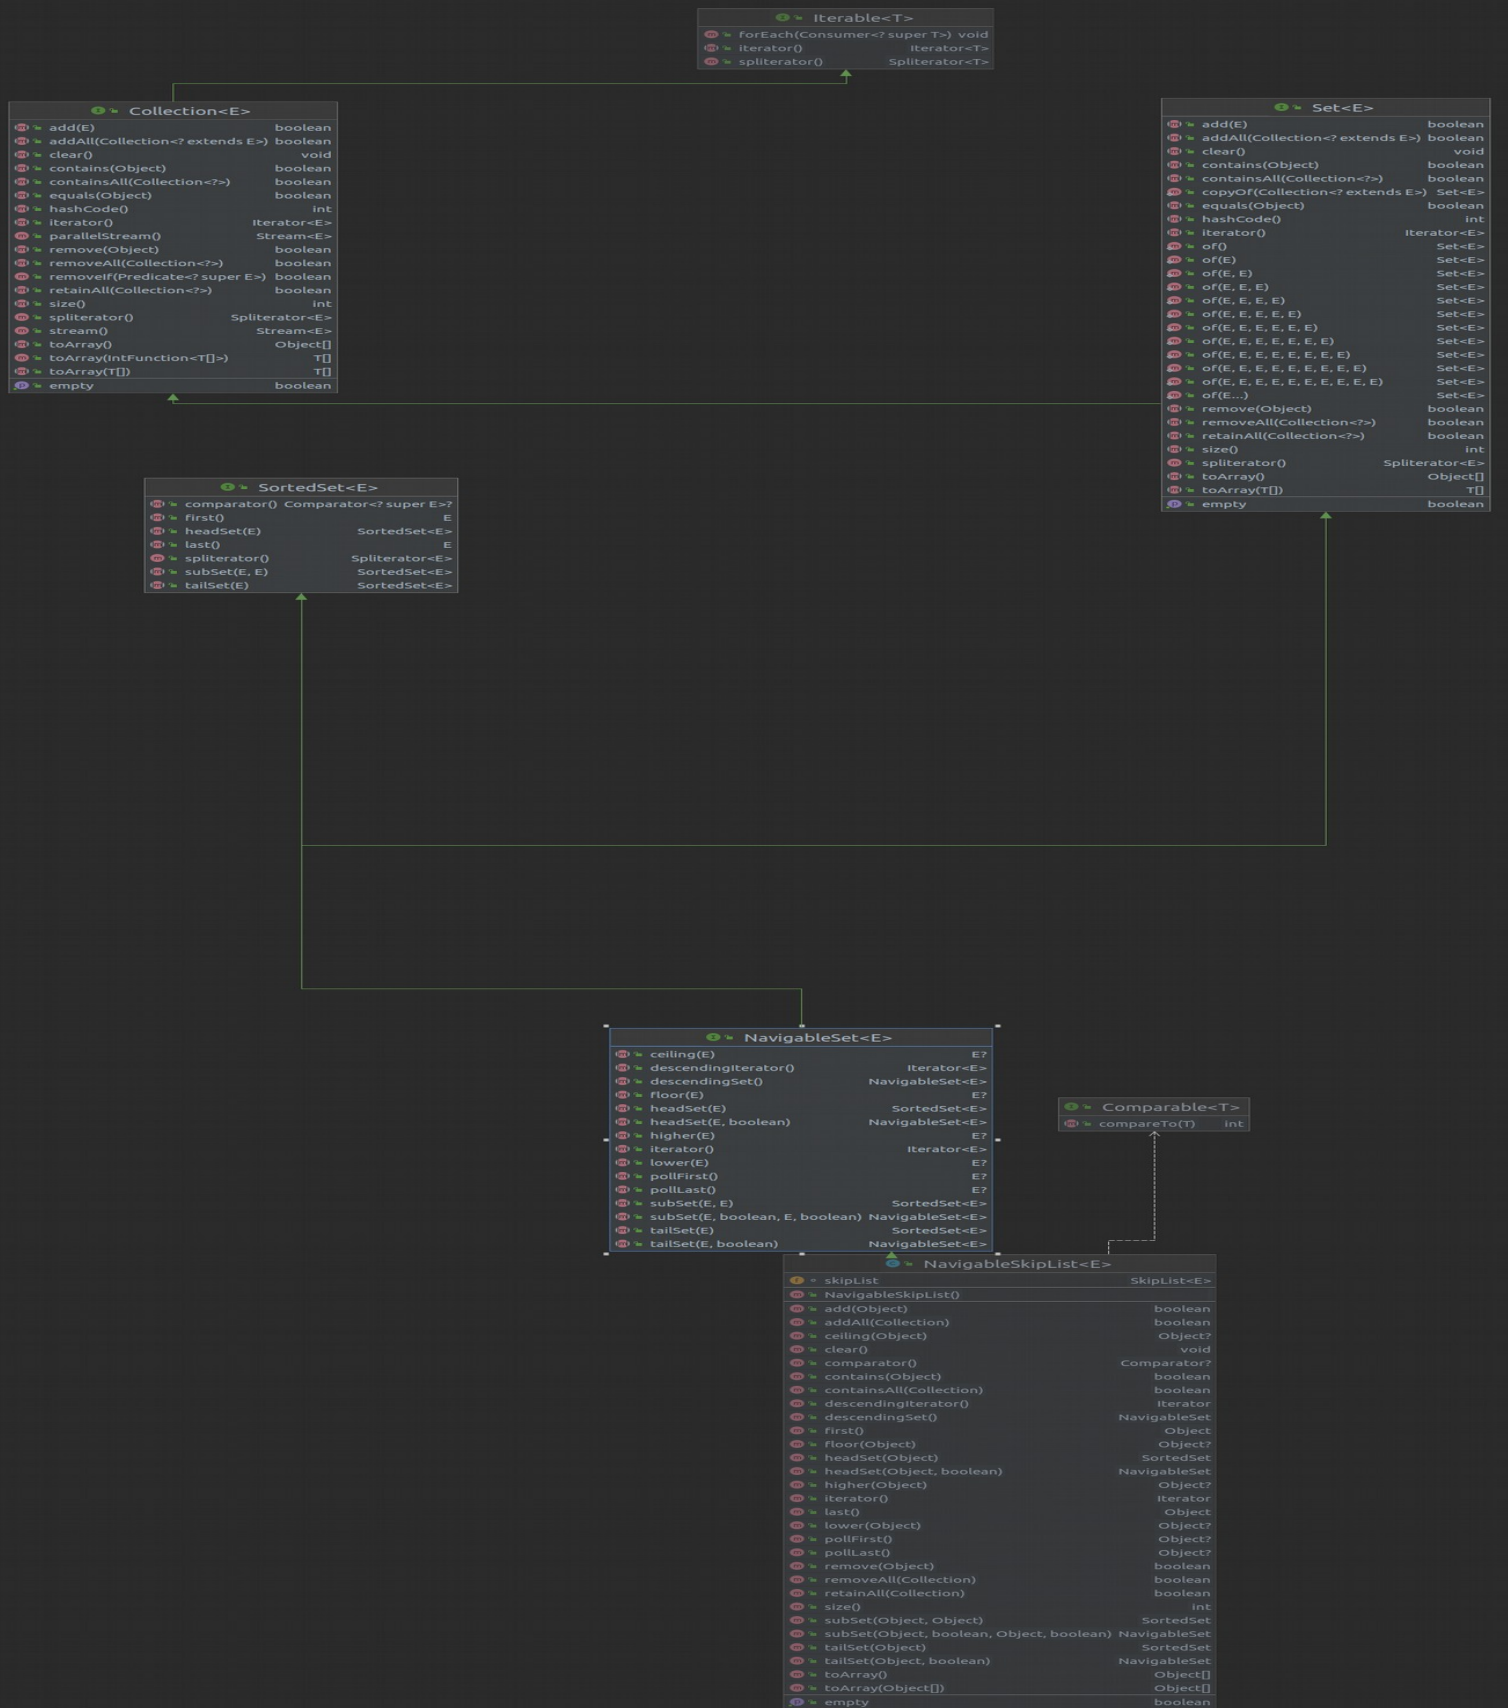 Iterable<T>
forEach(Consumer<? super T>) void
iterator() Iterator<T>
spliterator() Spliterator<T>
Collection<E>
add(E) boolean
addAll(Collection<? extends E>) boolean
clear() void
contains(Object) boolean
containsAll(Collection<?>) boolean
equals(Object) boolean
hashCode() int
iterator() Iterator<E>
parallelStream() Stream<E>
remove(Object) boolean
removeAll(Collection<?>) boolean
removeIf(Predicate<? super E>) boolean
retainAll(Collection<?>) boolean
size() int
spliterator() Spliterator<E>
stream() Stream<E>
toArray() Object[]
toArray(IntFunction<T[]>) T[]
toArray(T[]) T[]
empty boolean
Set<E>
add(E) boolean
addAll(Collection<? extends E>) boolean
clear() void
contains(Object) boolean
containsAll(Collection<?>) boolean
copyOf(Collection<? extends E>) Set<E>
equals(Object) boolean
hashCode() int
iterator() Iterator<E>
of() Set<E>
of(E) Set<E>
of(E, E) Set<E>
of(E, E, E) Set<E>
of(E, E, E, E) Set<E>
of(E, E, E, E, E) Set<E>
of(E, E, E, E, E, E) Set<E>
of(E, E, E, E, E, E, E) Set<E>
of(E, E, E, E, E, E, E, E) Set<E>
of(E, E, E, E, E, E, E, E, E) Set<E>
of(E, E, E, E, E, E, E, E, E, E) Set<E>
of(E...) Set<E>
remove(Object) boolean
removeAll(Collection<?>) boolean
retainAll(Collection<?>) boolean
size() int
spliterator() Spliterator<E>
toArray() Object[]
toArray(T[]) T[]
empty boolean
SortedSet<E>
comparator() Comparator<? super E>?
first() E
headSet(E) SortedSet<E>
last() E
spliterator() Spliterator<E>
subSet(E, E) SortedSet<E>
tailSet(E) SortedSet<E>
NavigableSet<E>
ceiling(E) E?
descendingIterator() Iterator<E>
descendingSet() NavigableSet<E>
floor(E) E?
headSet(E) SortedSet<E>
headSet(E, boolean) NavigableSet<E>
higher(E) E?
iterator() Iterator<E>
lower(E) E?
pollFirst() E?
pollLast() E?
subSet(E, E) SortedSet<E>
subSet(E, boolean, E, boolean) NavigableSet<E>
tailSet(E) SortedSet<E>
tailSet(E, boolean) NavigableSet<E>
Comparable<T>
compareTo(T) int
NavigableSkipList<E>
skipList SkipList<E>
NavigableSkipList()
add(Object) boolean
addAll(Collection) boolean
ceiling(Object) Object?
clear() void
comparator() Comparator?
contains(Object) boolean
containsAll(Collection) boolean
descendingIterator() Iterator
descendingSet() NavigableSet
first() Object
floor(Object) Object?
headSet(Object) SortedSet
headSet(Object, boolean) NavigableSet
higher(Object) Object?
iterator() Iterator
last() Object
lower(Object) Object?
pollFirst() Object?
pollLast() Object?
remove(Object) boolean
removeAll(Collection) boolean
retainAll(Collection) boolean
size() int
subSet(Object, Object) SortedSet
subSet(Object, boolean, Object, boolean) NavigableSet
tailSet(Object) SortedSet
tailSet(Object, boolean) NavigableSet
toArray() Object[]
toArray(Object[]) Object[]
empty boolean